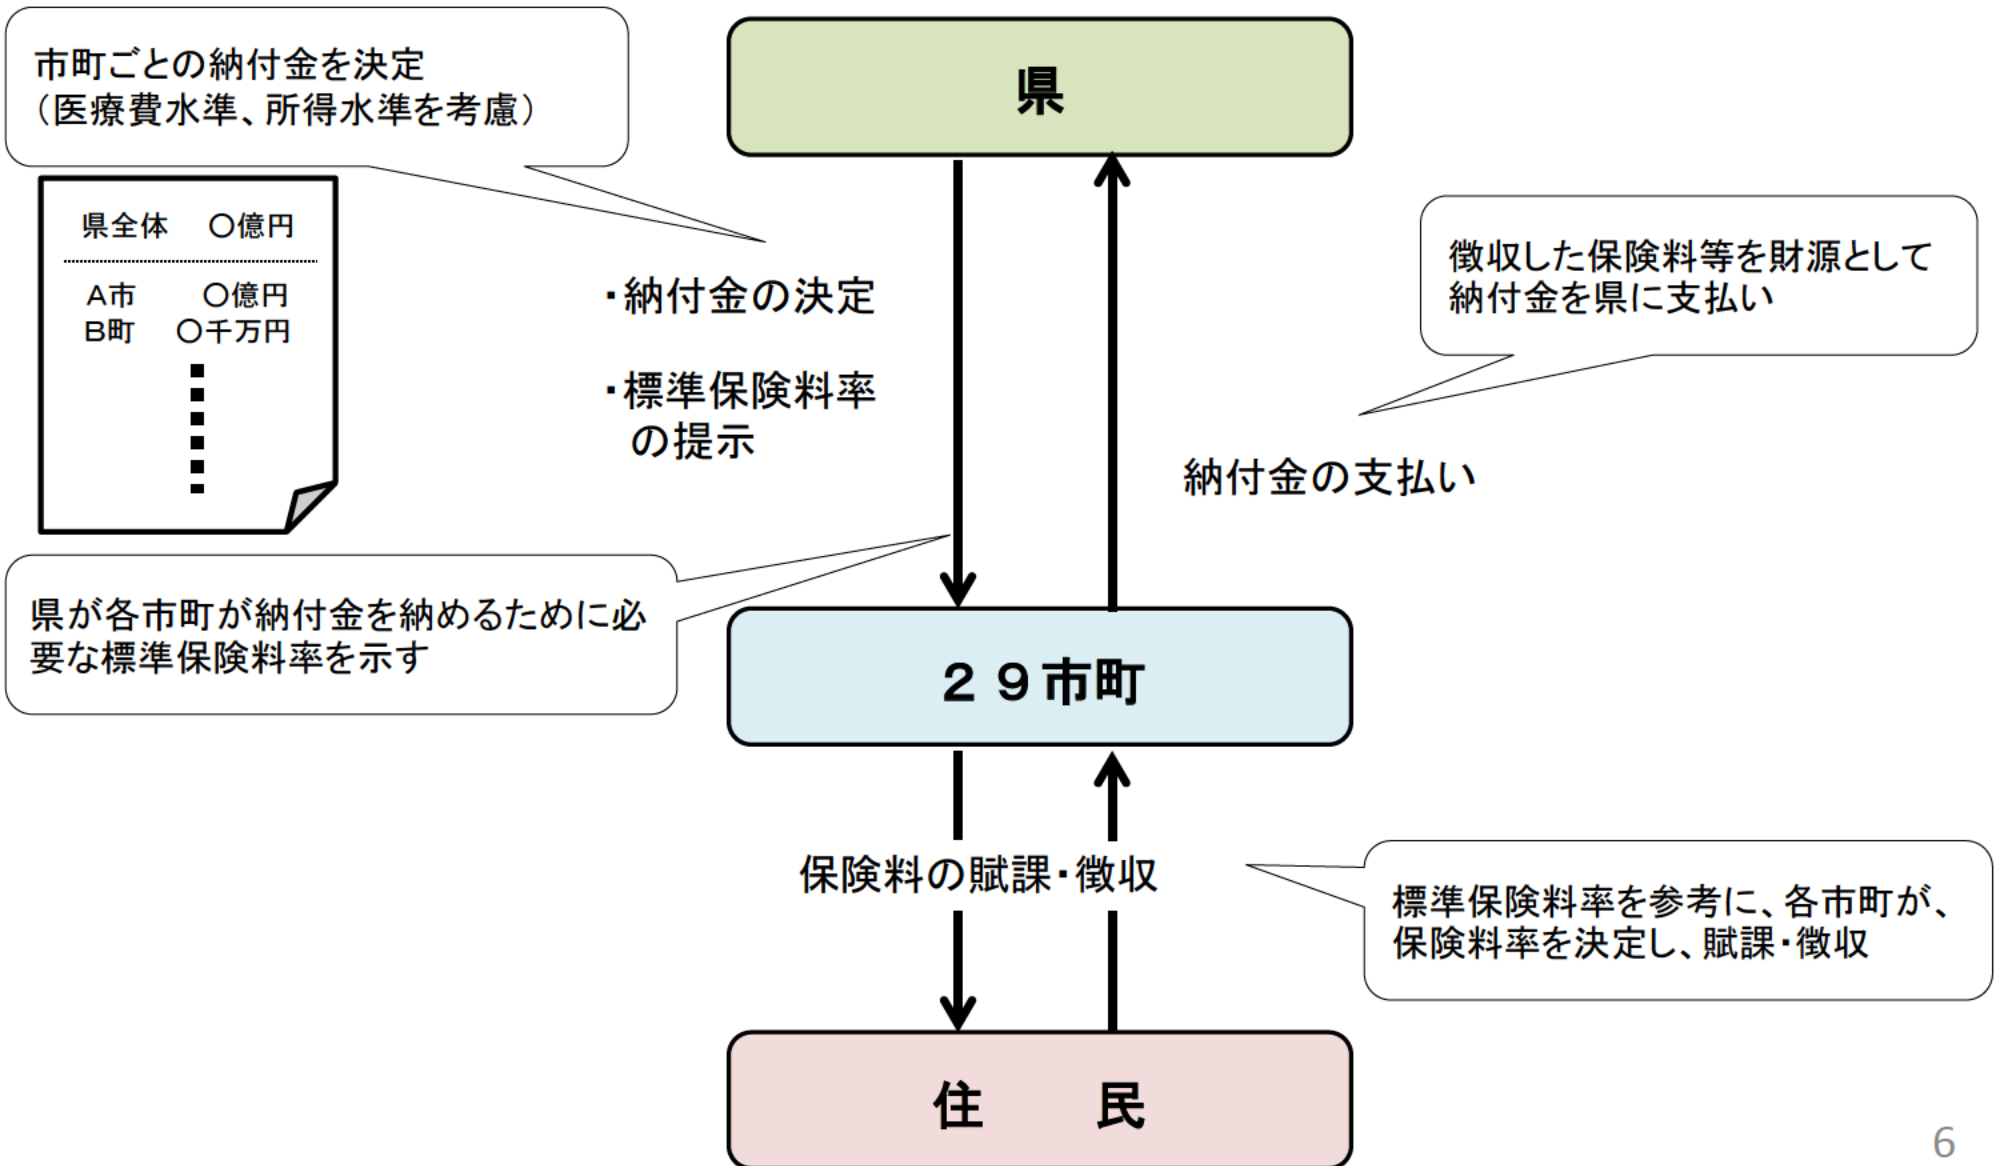 市町ごとの納付金を決定
（医療費水準、所得水準を考慮）
県
県全体　〇億円
A市　〇億円
B町　〇千万円
・納付金の決定
・標準保険料率
の提示
徴収した保険料等を財源として
納付金を県に支払い
納付金の支払い
県が各市町が納付金を納めるために必
要な標準保険料率を示す
２９市町
保険料の賦課・徴収
標準保険料率を参考に、各市町が、
保険料率を決定し、賦課・徴収
住　　民
6